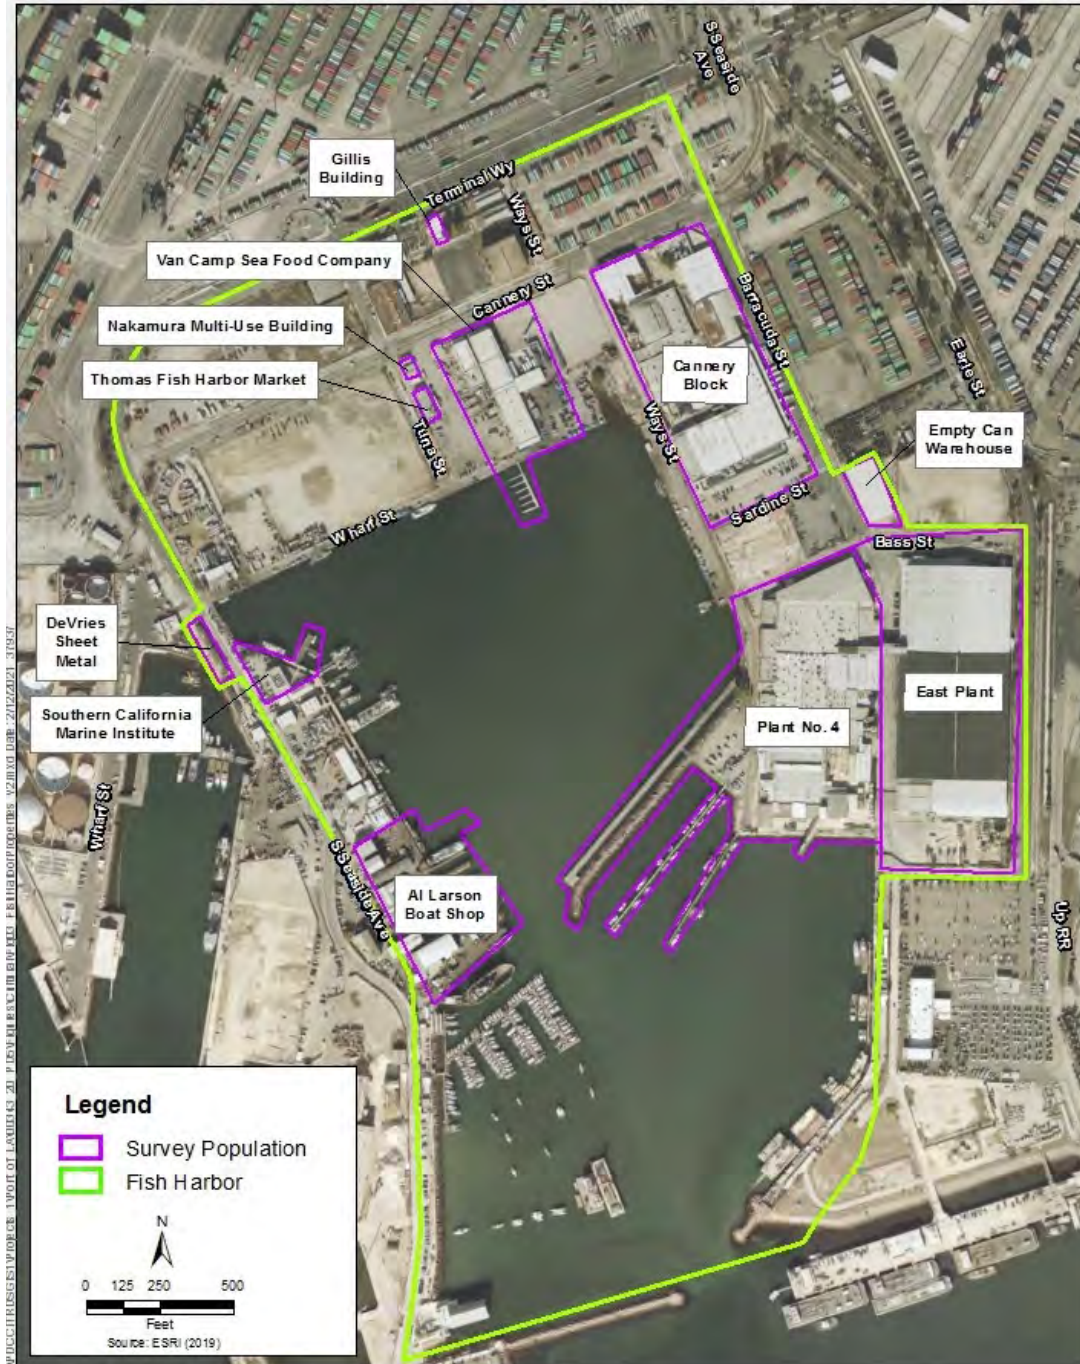 S Seaside
Ave
Gillis
Building
Terminal Wy
Ways St
Van Camp Sea Food Company
Cannery St
Barracuda St
Nakamura Multi-Use Building
Earle St
Thomas Fish Harbor Market
Cannery
Block
Tuna St
Ways St
Empty Can
Warehouse
Sardine St
Wharf St
Bass St
DeVries
Sheet
Metal
East Plant
Southern California
Marine Institute
Plant No. 4
Wharf St
S Seaside Ave
Al Larson
Boat Shop
Up RR
Legend
Survey Population
Fish Harbor
N
0 125 250 500
Feet
Source: ESRI (2019)